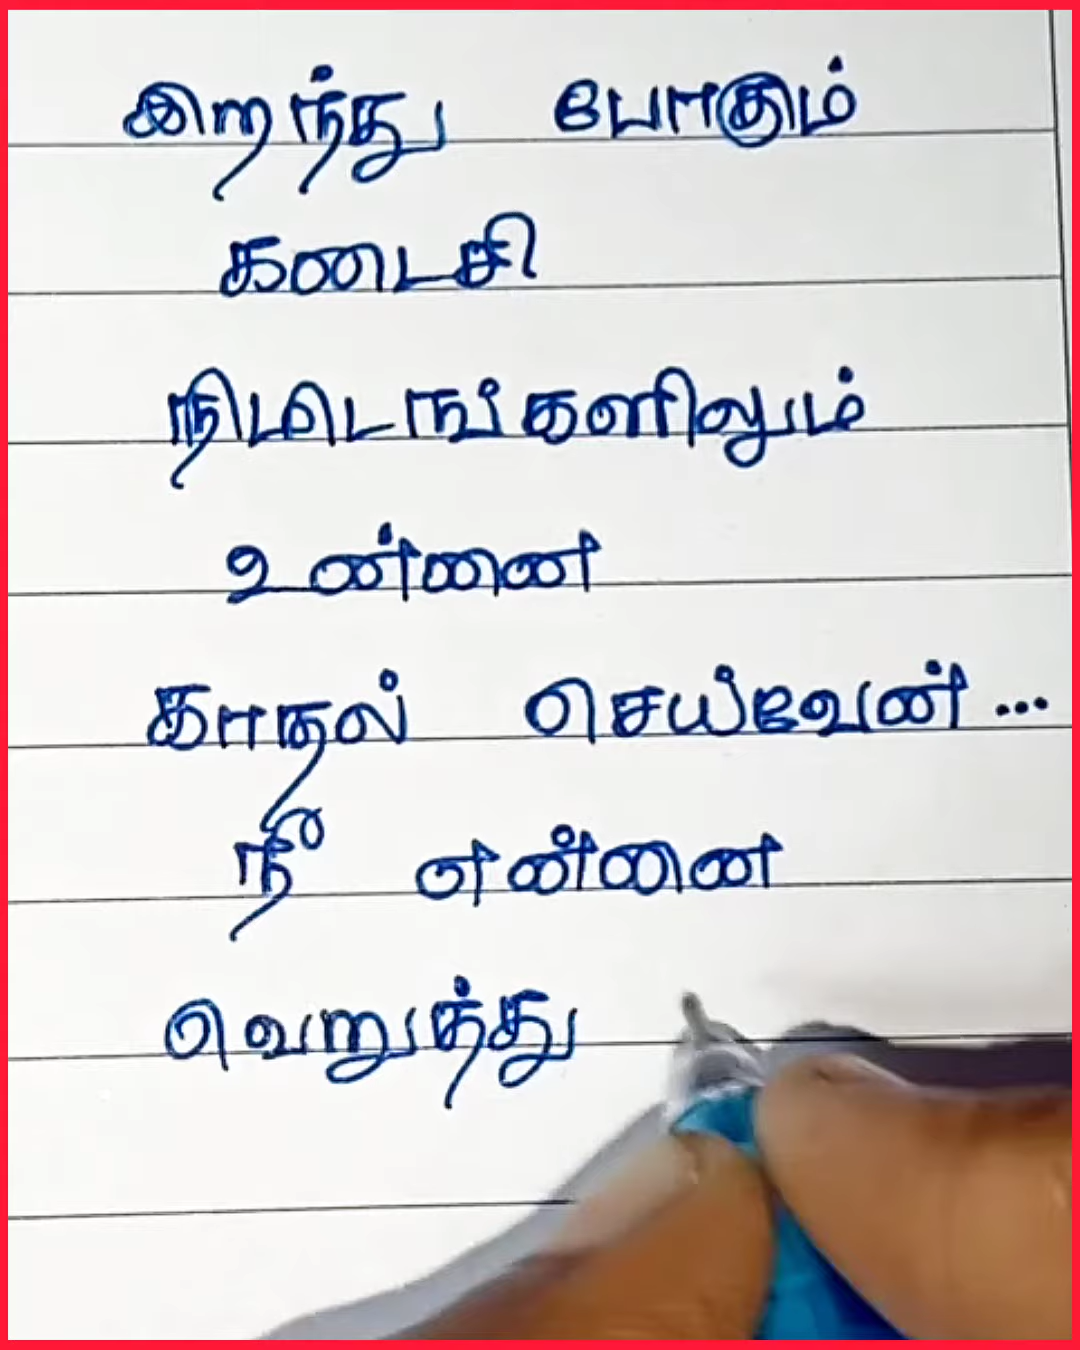 இறந்து போகும்
கடைசி
நிமிடங்களிலும்
உன்னை
காதல் செய்வேன்...
நீ என்னை
வெறுத்து